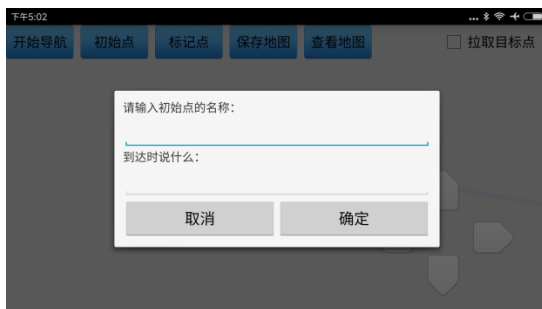 下午5:02
...
开始导航 初始点 标记点 保存地图 查看地图 拉取目标点
请输入初始点的名称:
到达时说什么:
取消 确定